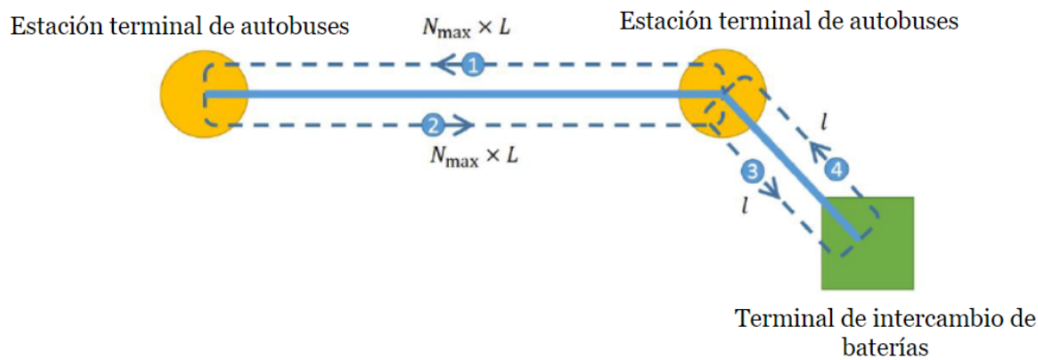 Estación terminal de autobuses
Estación terminal de autobuses
N_max × L
1
2
N_max × L
3
l
4
l
Terminal de intercambio de
baterías